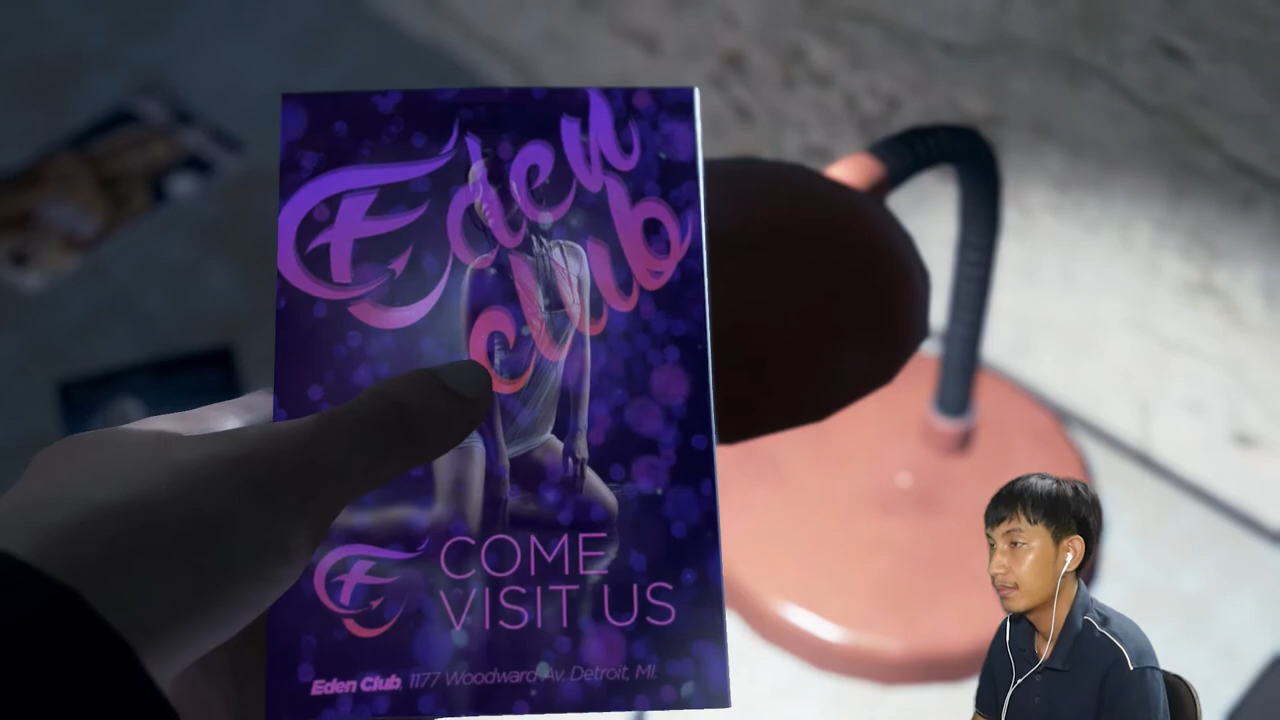 Eden
club
COME
VISIT US
Eden Club, 1177 Woodward Av. Detroit, MI.